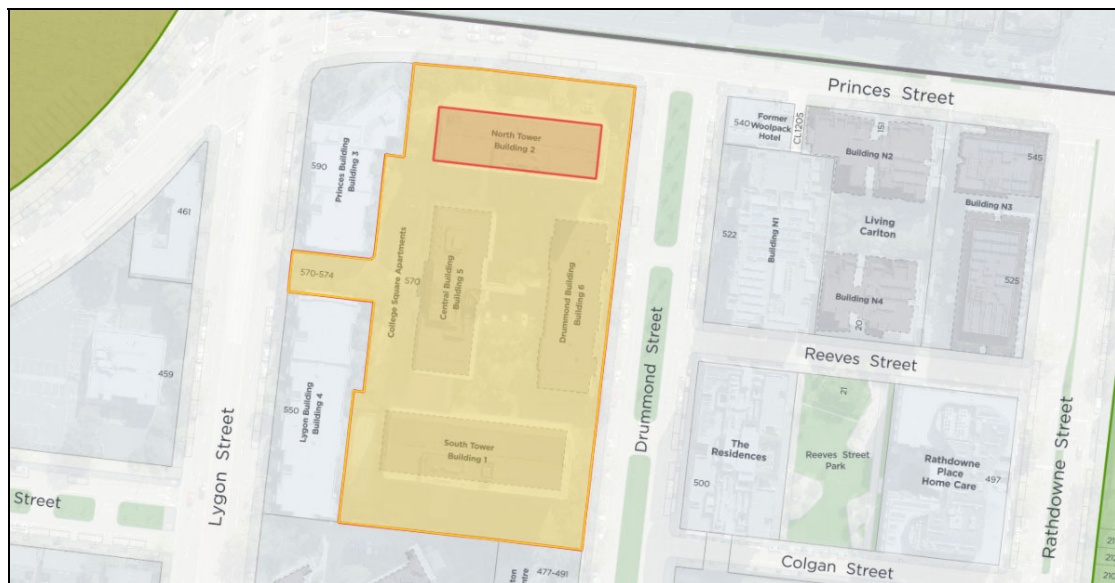 Princes Street
540
Former
Woolpack
Hotel
CL1205
151
Building N2
545
North Tower
Building 2
590
Princes Building
Building 3
461
Building N3
Living
Carlton
522
Building N1
525
College Square Apartments
570
570-574
Central Building
Building 5
Drummond Building
Building 6
Building N4
20
Drummond Street
Reeves Street
459
Lygon Street
550
Lygon Building
Building 4
21
The
Residences
Reeves Street
Park
Rathdowne
Place
Home Care
497
500
South Tower
Building 1
Rathdowne Street
Street
Colgan Street
477-491